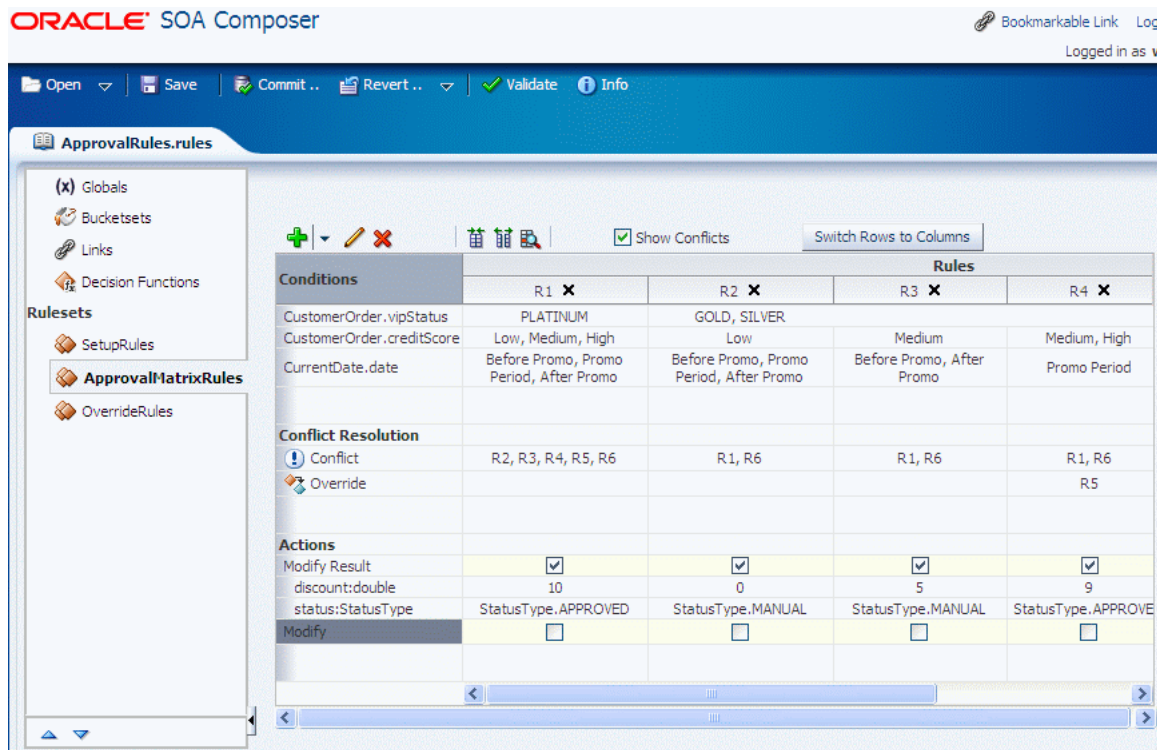 ORACLE SOA Composer
Bookmarkable Link Log
Logged in as
Open Save Commit .. Revert .. Validate Info
ApprovalRules.rules
(x) Globals
Bucketsets
Links
Decision Functions
Rulesets
SetupRules
ApprovalMatrixRules
OverrideRules
Show Conflicts Switch Rows to Columns
Conditions Rules
R1 R2 R3 R4
CustomerOrder.vipStatus PLATINUM GOLD, SILVER
CustomerOrder.creditScore Low, Medium, High Low Medium Medium, High
CurrentDate.date Before Promo, Promo Period, After Promo Before Promo, Promo Period, After Promo Before Promo, After Promo Promo Period
Conflict Resolution
Conflict R2, R3, R4, R5, R6 R1, R6 R1, R6 R1, R6
Override R5
Actions
Modify Result
discount:double 10 0 5 9
status:StatusType StatusType.APPROVED StatusType.MANUAL StatusType.MANUAL StatusType.APPROVE
Modify